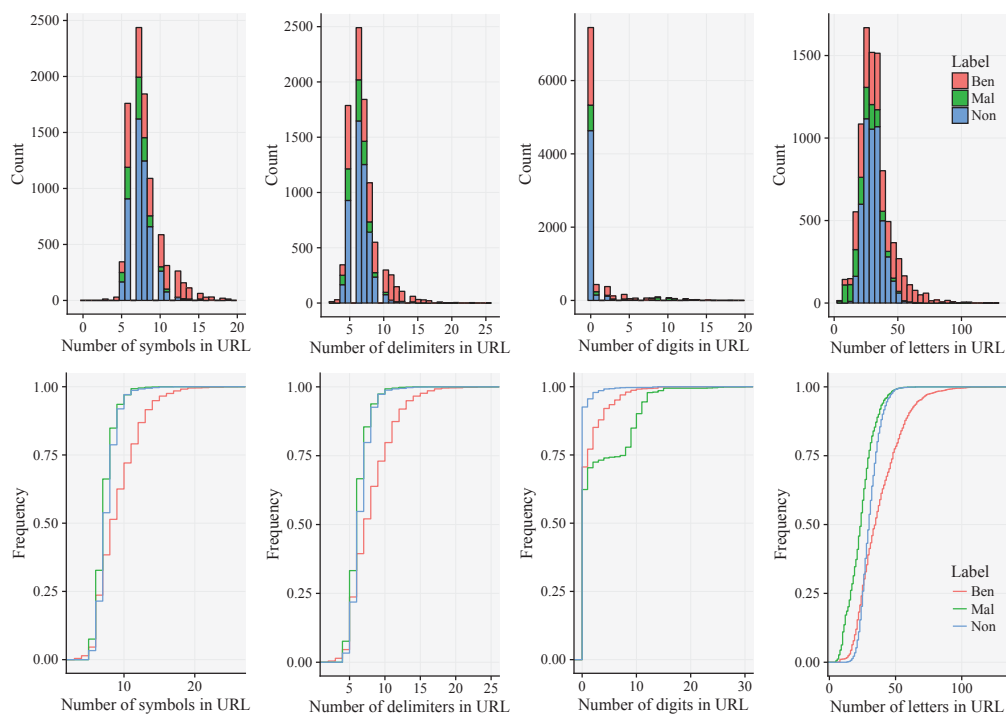 2500
2000
1500
1000
500
0
Count
0 5 10 15 20
Number of symbols in URL
2500
2000
1500
1000
500
0
Count
5 10 15 20 25
Number of delimiters in URL
6000
4000
2000
0
Count
0 5 10 15 20
Number of digits in URL
1500
1000
500
0
Count
0 50 100
Number of letters in URL
Label
Ben
Mal
Non
1.00
0.75
0.50
0.25
0.00
Frequency
10 20
Number of symbols in URL
1.00
0.75
0.50
0.25
0.00
Frequency
5 10 15 20 25
Number of delimiters in URL
1.00
0.75
0.50
0.25
0.00
Frequency
0 10 20 30
Number of digits in URL
1.00
0.75
0.50
0.25
0.00
Frequency
0 50 100
Number of letters in URL
Label
Ben
Mal
Non